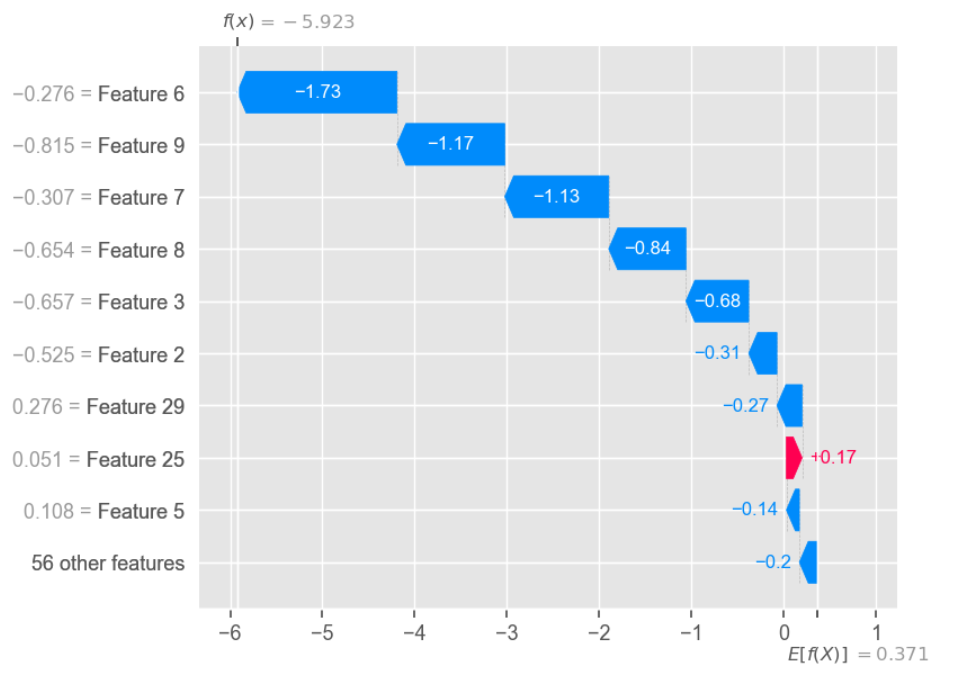 f(x) = −5.923
−0.276 = Feature 6
−1.73
−0.815 = Feature 9
−1.17
−0.307 = Feature 7
−1.13
−0.654 = Feature 8
−0.84
−0.657 = Feature 3
−0.68
−0.525 = Feature 2
−0.31
0.276 = Feature 29
−0.27
0.051 = Feature 25
+0.17
0.108 = Feature 5
−0.14
56 other features
−0.2
−6 −5 −4 −3 −2 −1 0 1
E[f(X)] = 0.371